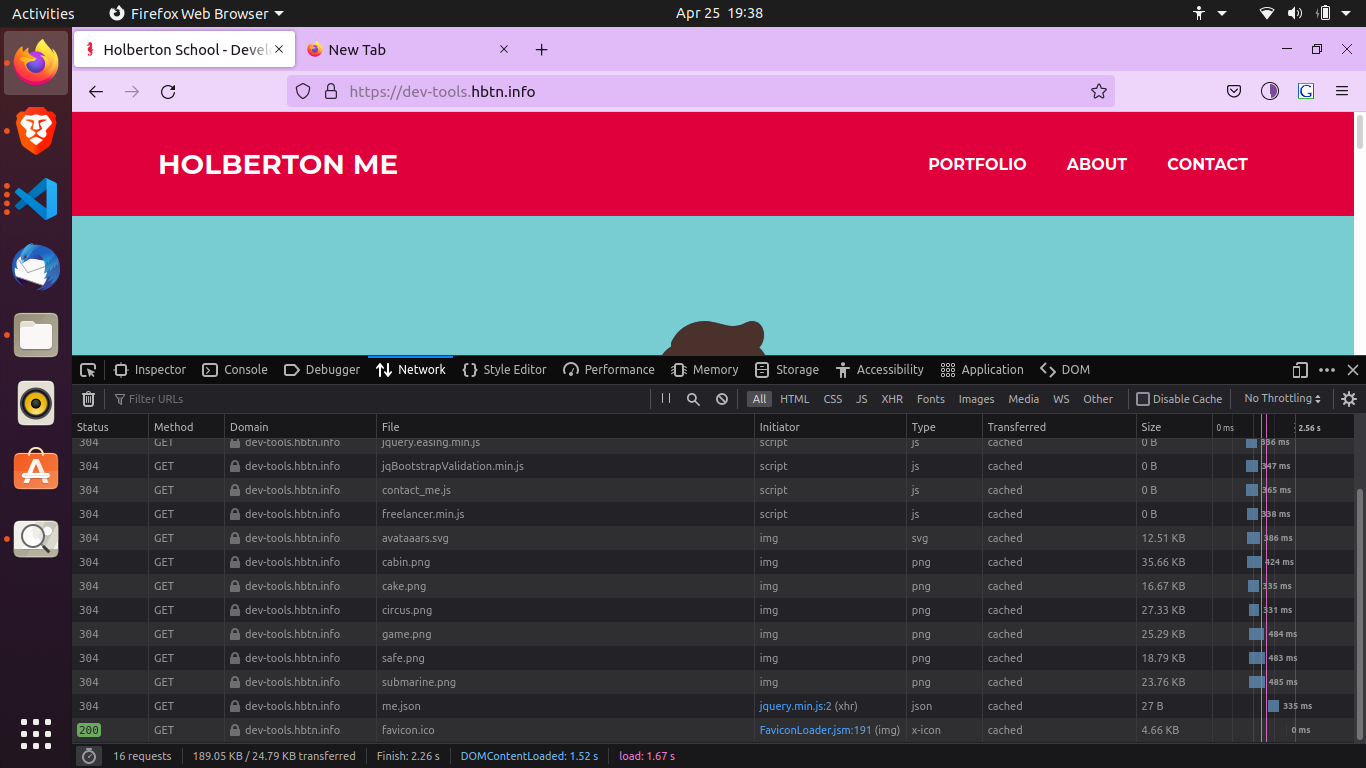 Activities Firefox Web Browser Apr 25 19:38
Holberton School - Devel New Tab
https://dev-tools.hbtn.info
HOLBERTON ME PORTFOLIO ABOUT CONTACT
Inspector Console Debugger Network Style Editor Performance Memory Storage Accessibility Application DOM
Filter URLs All HTML CSS JS XHR Fonts Images Media WS Other Disable Cache No Throttling
Status Method Domain File Initiator Type Transferred Size 0 ms 2.56 s
304 GET dev-tools.hbtn.info jquery.easing.min.js script js cached 0 B 336 ms
304 GET dev-tools.hbtn.info jqBootstrapValidation.min.js script js cached 0 B 347 ms
304 GET dev-tools.hbtn.info contact_me.js script js cached 0 B 365 ms
304 GET dev-tools.hbtn.info freelancer.min.js script js cached 0 B 338 ms
304 GET dev-tools.hbtn.info avataaars.svg img svg cached 12.51 KB 386 ms
304 GET dev-tools.hbtn.info cabin.png img png cached 35.66 KB 424 ms
304 GET dev-tools.hbtn.info cake.png img png cached 16.67 KB 335 ms
304 GET dev-tools.hbtn.info circus.png img png cached 27.33 KB 331 ms
304 GET dev-tools.hbtn.info game.png img png cached 25.29 KB 484 ms
304 GET dev-tools.hbtn.info safe.png img png cached 18.79 KB 483 ms
304 GET dev-tools.hbtn.info submarine.png img png cached 23.76 KB 485 ms
304 GET dev-tools.hbtn.info me.json jquery.min.js:2 (xhr) json cached 27 B 335 ms
200 GET dev-tools.hbtn.info favicon.ico FaviconLoader.jsm:191 (img) x-icon cached 4.66 KB 0 ms
16 requests 189.05 KB / 24.79 KB transferred Finish: 2.26 s DOMContentLoaded: 1.52 s load: 1.67 s